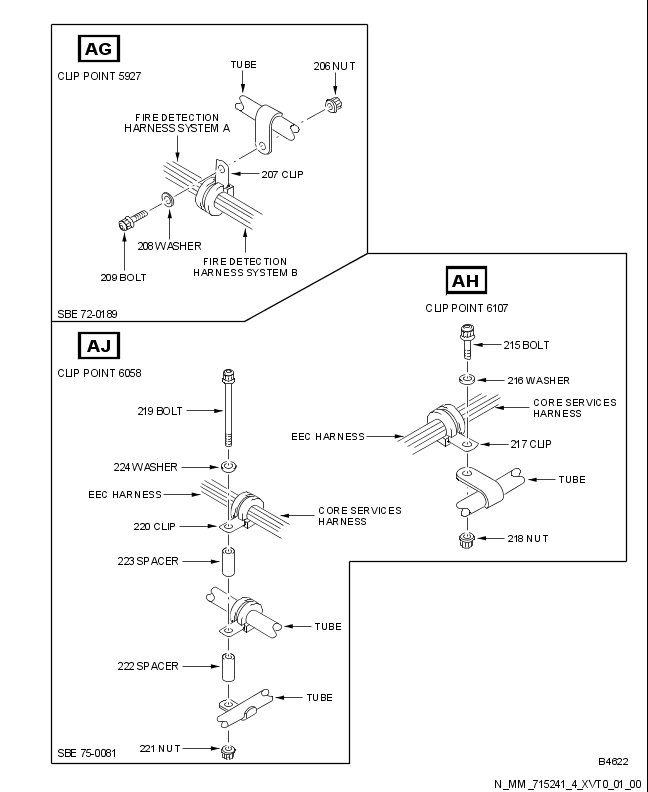 AG
CLIP POINT 5927
TUBE
206 NUT
FIRE DETECTION
HARNESS SYSTEM A
207 CLIP
208 WASHER
209 BOLT
FIRE DETECTION
HARNESS SYSTEM B
SBE 72-0189
AH
CLIP POINT 6107
215 BOLT
216 WASHER
CORE SERVICES
HARNESS
EEC HARNESS
217 CLIP
TUBE
218 NUT
AJ
CLIP POINT 6058
219 BOLT
224 WASHER
EEC HARNESS
CORE SERVICES
HARNESS
220 CLIP
223 SPACER
TUBE
222 SPACER
TUBE
221 NUT
SBE 75-0081
B4622
N_MM_715241_4_XVT0_01_00